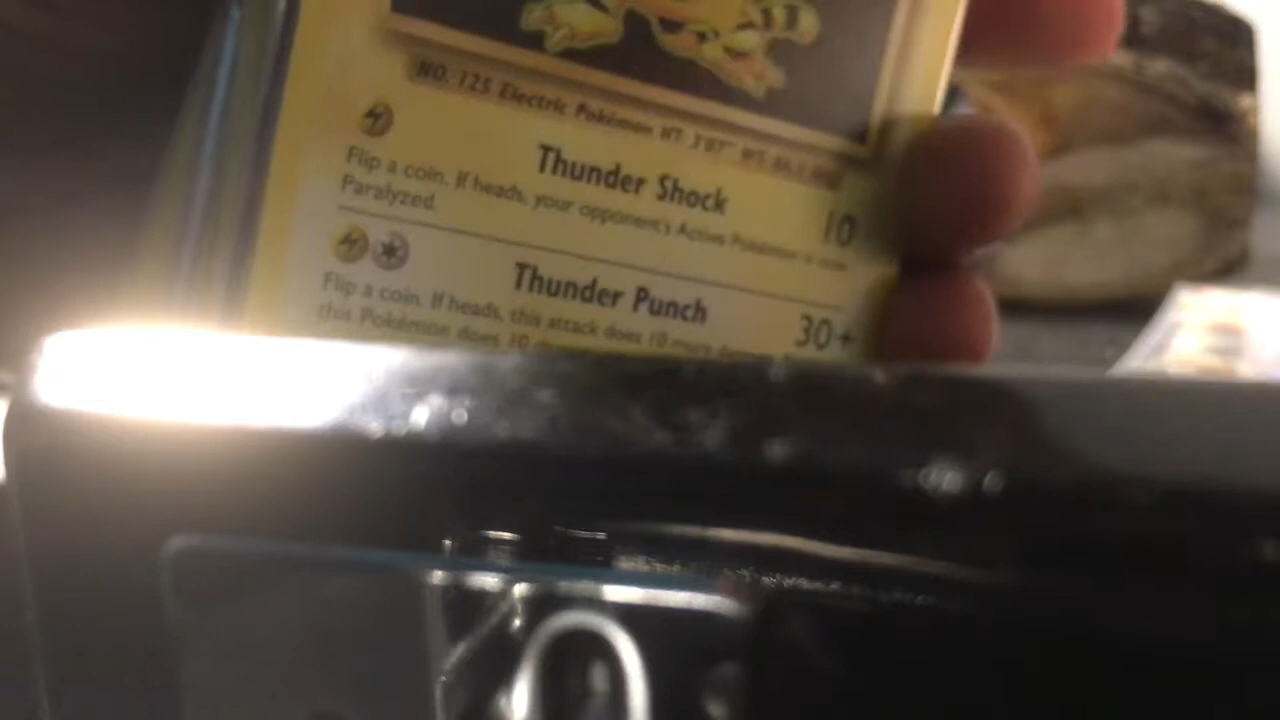 NO. 125 Electric Pokémon HT: 3'07" WT:
Thunder Shock 10
Flip a coin. If heads, your opponent's Active Pokémon is now
Paralyzed.
Thunder Punch 30+
Flip a coin. If heads, this attack does 10 more
this Pokémon does 10